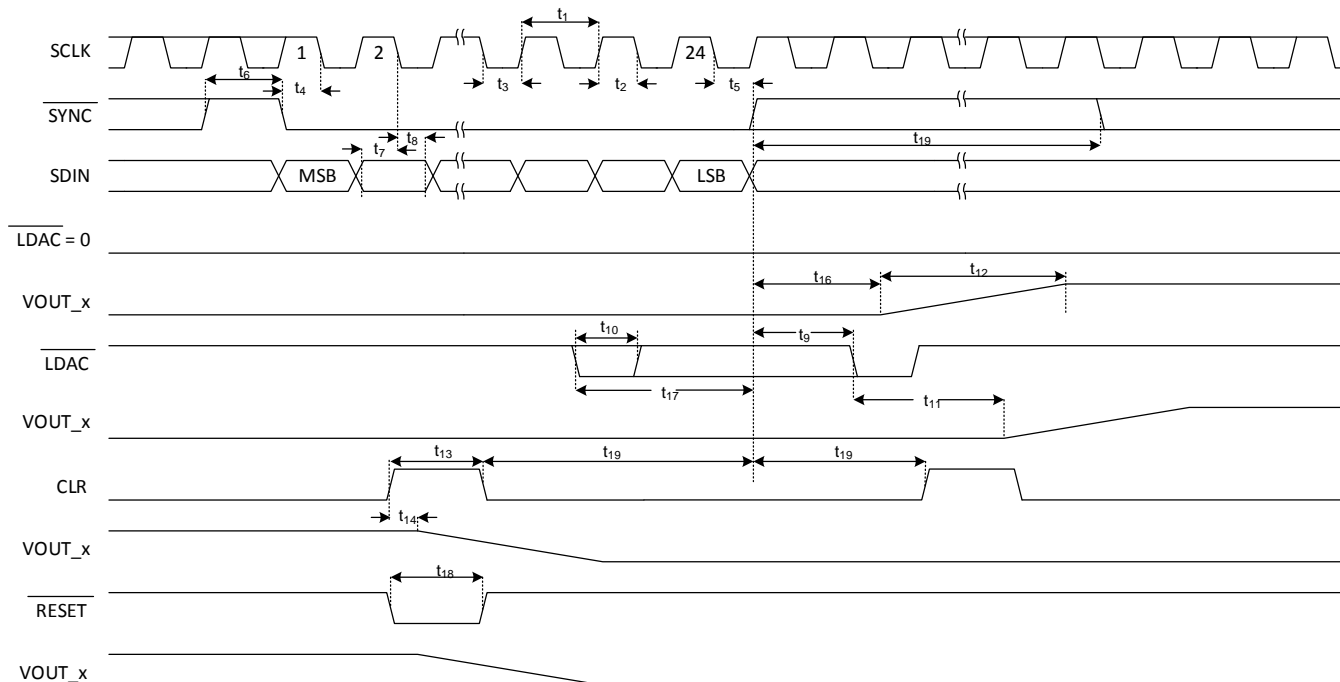 t1
SCLK 1 2 24
t6 t4 t3 t2 t5
SYNC
t8 t19
t7
SDIN MSB LSB
LDAC = 0
t16 t12
VOUT_x
t10 t9
LDAC
t17 t11
VOUT_x
t13 t19 t19
CLR
t14
VOUT_x
t18
RESET
VOUT_x